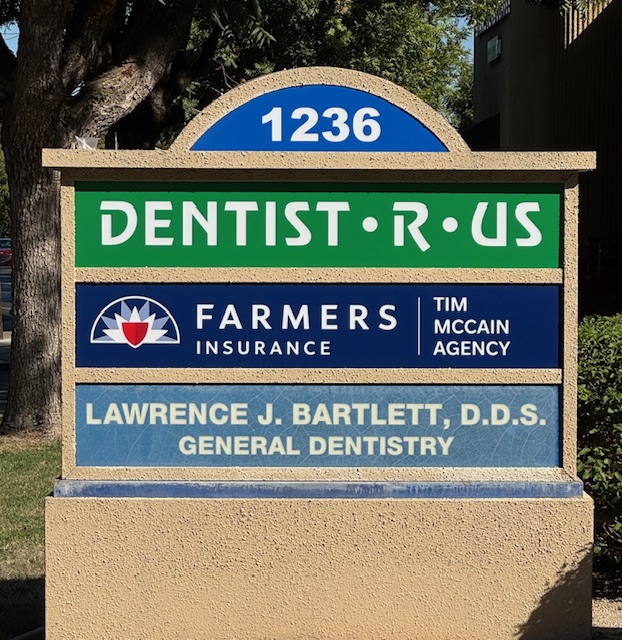 1236
DENTIST•R•US
FARMERS
INSURANCE
TIM
MCCAIN
AGENCY
LAWRENCE J. BARTLETT, D.D.S.
GENERAL DENTISTRY